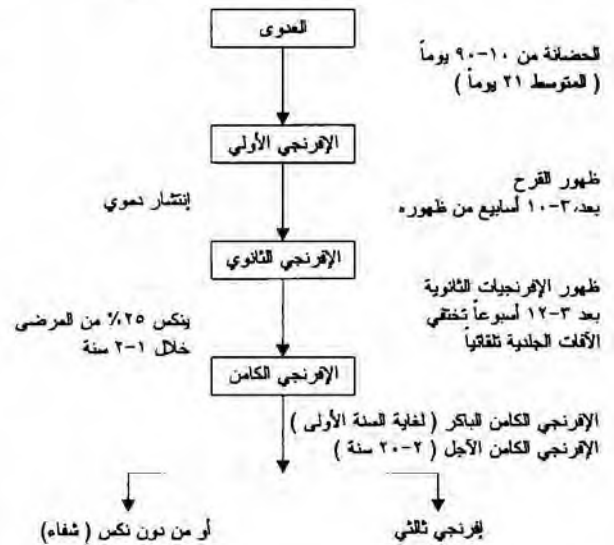 العدوى
الحضانة من ١٠-٩٠ يوماً
( المتوسط ٢١ يوماً )
الإفرنجي الأولي
ظهور القرح
بعد ٣-١٠ أسابيع من ظهوره
إنتشار دموي
الإفرنجي الثانوي
ظهور الإفرنجيات الثانوية
بعد ٣-١٢ أسبوعاً تختفي
الآفات الجلدية تلقائياً
ينكس ٢٥% من المرضى
خلال ١-٢ سنة
الإفرنجي الكامن
الإفرنجي الكامن الباكر ( لغاية السنة الأولى )
الإفرنجي الكامن الآجل ( ٢-٢٠ سنة )
إفرنجي ثالثي
أو من دون نكس ( شفاء )